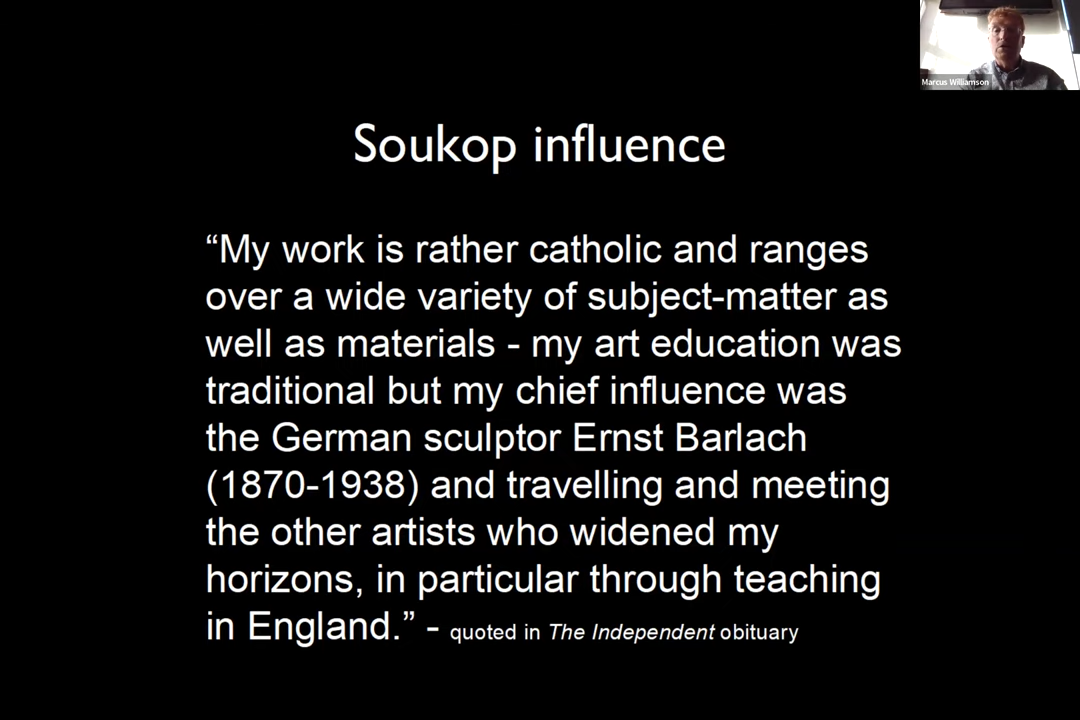 Marcus Williamson
Soukop influence
“My work is rather catholic and ranges
over a wide variety of subject-matter as
well as materials - my art education was
traditional but my chief influence was
the German sculptor Ernst Barlach
(1870-1938) and travelling and meeting
the other artists who widened my
horizons, in particular through teaching
in England.” - quoted in The Independent obituary